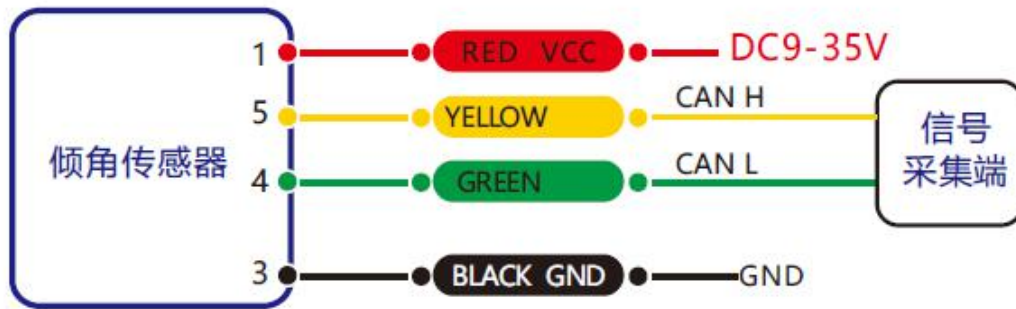 1 RED VCC DC9-35V
5 YELLOW CAN H
倾角传感器
信号
采集端
4 GREEN CAN L
3 BLACK GND GND